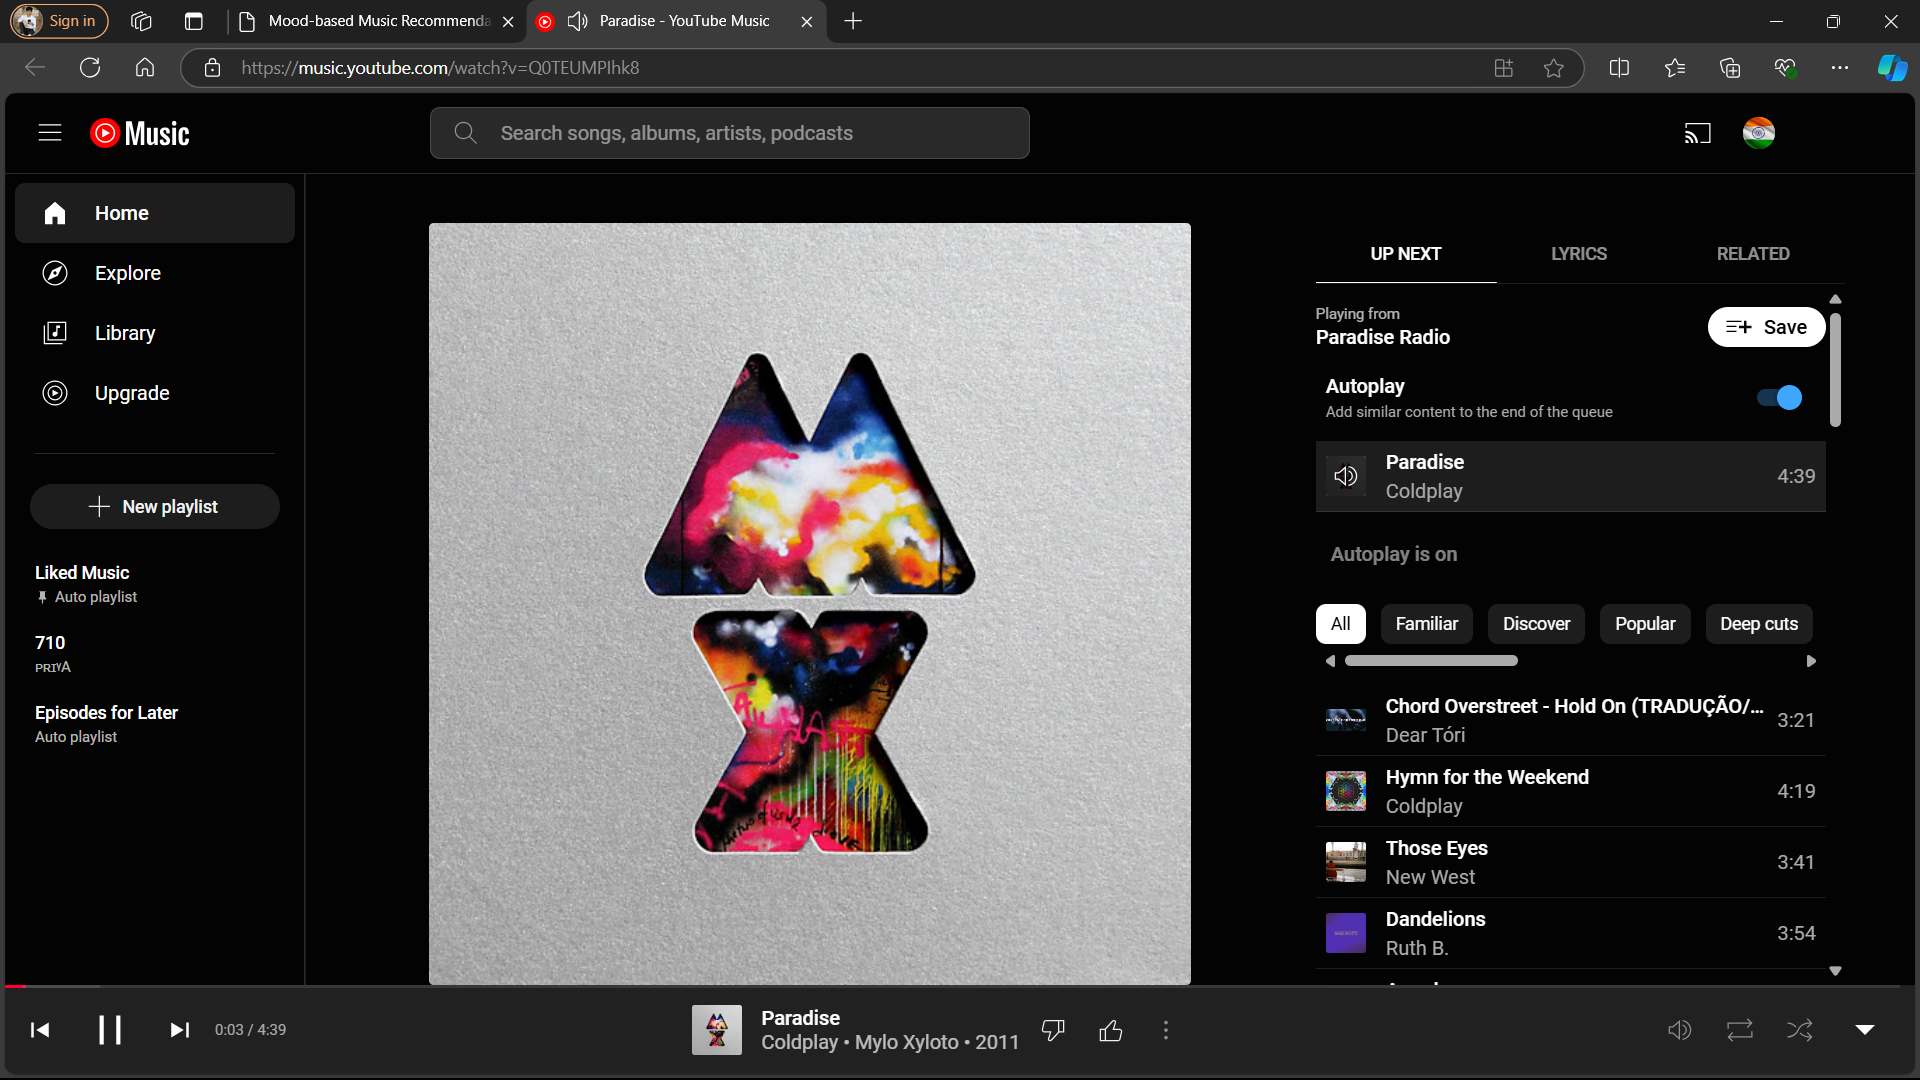 Sign in
Mood-based Music Recommenda
Paradise - YouTube Music
https://music.youtube.com/watch?v=Q0TEUMPIhk8
Music
Search songs, albums, artists, podcasts
Home
Explore
Library
Upgrade
New playlist
Liked Music
Auto playlist
710
PRIYA
Episodes for Later
Auto playlist
UP NEXT
LYRICS
RELATED
Playing from
Paradise Radio
Save
Autoplay
Add similar content to the end of the queue
Paradise
Coldplay
4:39
Autoplay is on
All
Familiar
Discover
Popular
Deep cuts
Chord Overstreet - Hold On (TRADUÇÃO/...
Dear Tóri
3:21
Hymn for the Weekend
Coldplay
4:19
Those Eyes
New West
3:41
Dandelions
Ruth B.
3:54
0:03 / 4:39
Paradise
Coldplay • Mylo Xyloto • 2011